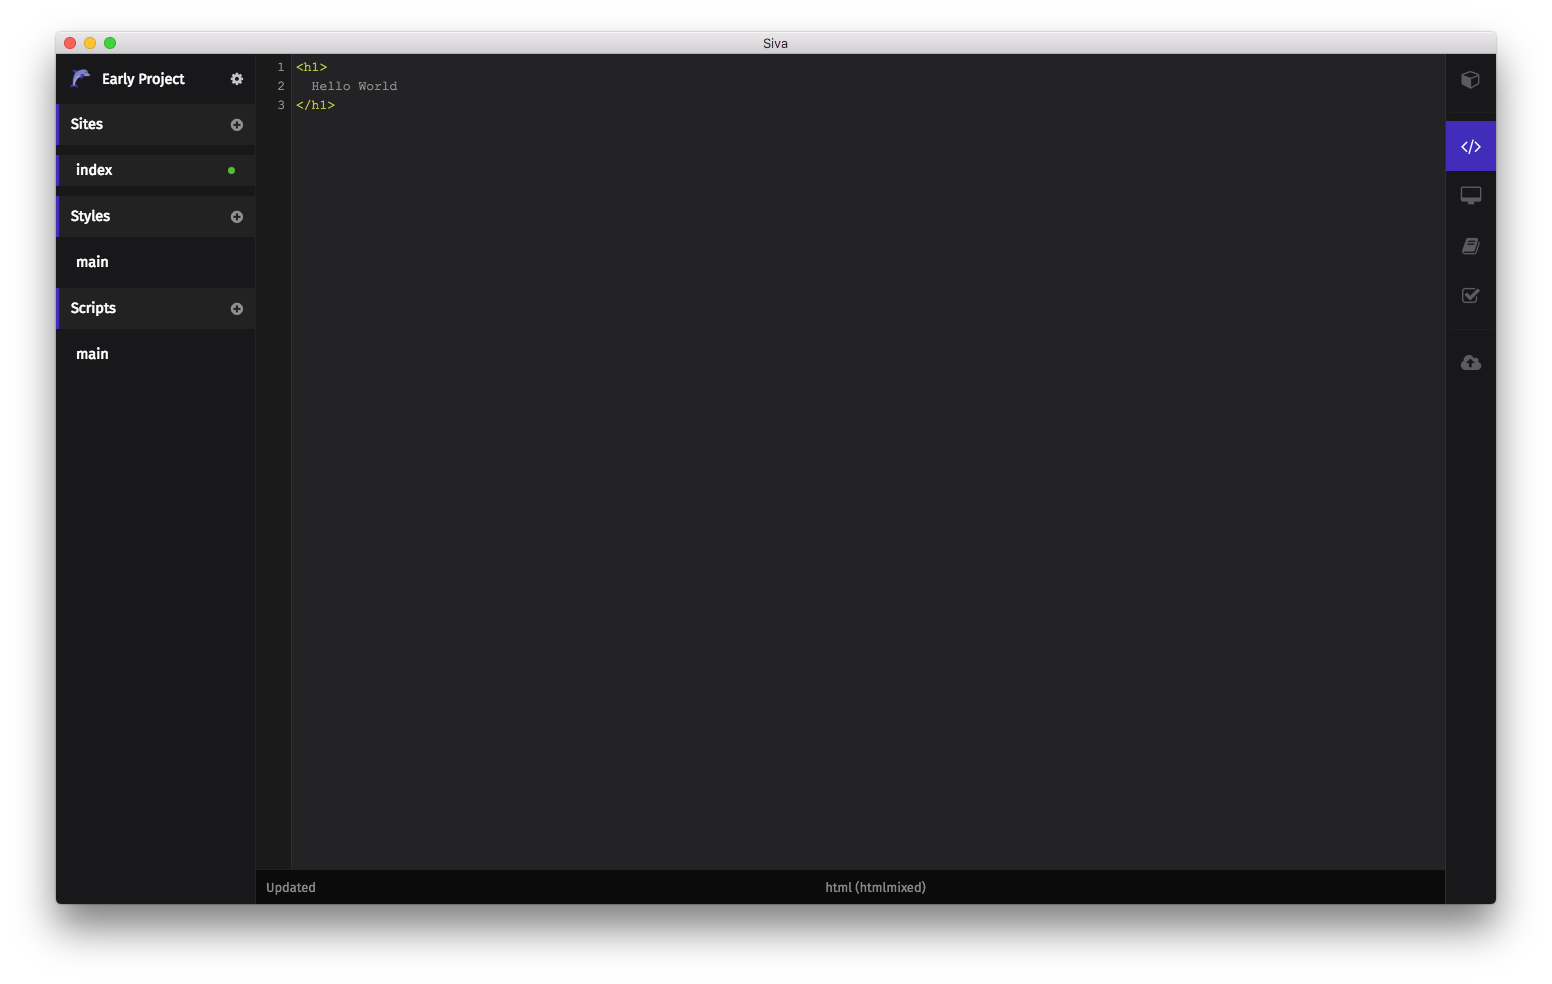 Siva
Early Project
Sites
index
Styles
main
Scripts
main
1 <h1>
2 Hello World
3 </h1>
</>
Updated
html (htmlmixed)